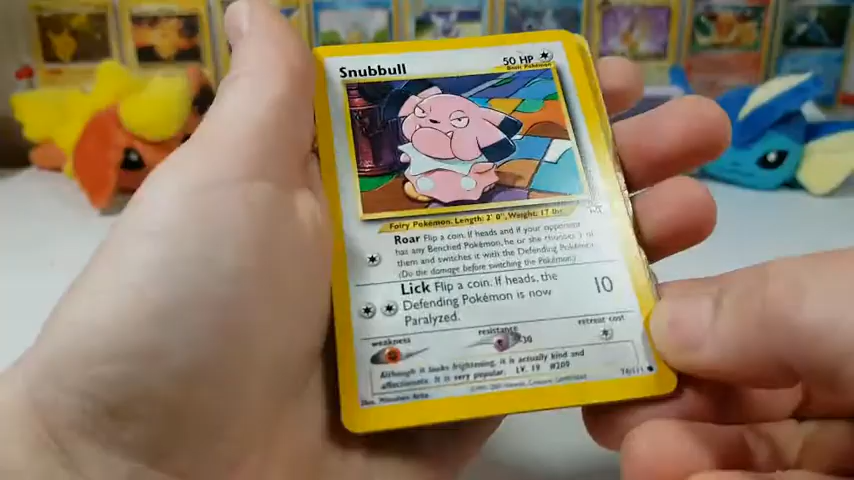 Snubbull
50 HP
Basic Pokémon
Fairy Pokémon. Length: 2' 0", Weight: 17 lbs.
Roar Flip a coin. If heads and if your opponent
has any Benched Pokémon, he or she chooses 1 of
them and switches it with the Defending Pokémon.
(Do the damage before switching the Pokémon.)
Lick Flip a coin. If heads, the
Defending Pokémon is now
Paralyzed.
10
weakness
resistance
-30
retreat cost
Although it looks frightening, it is actually kind and
affectionate. It is very popular. LV. 19 #209